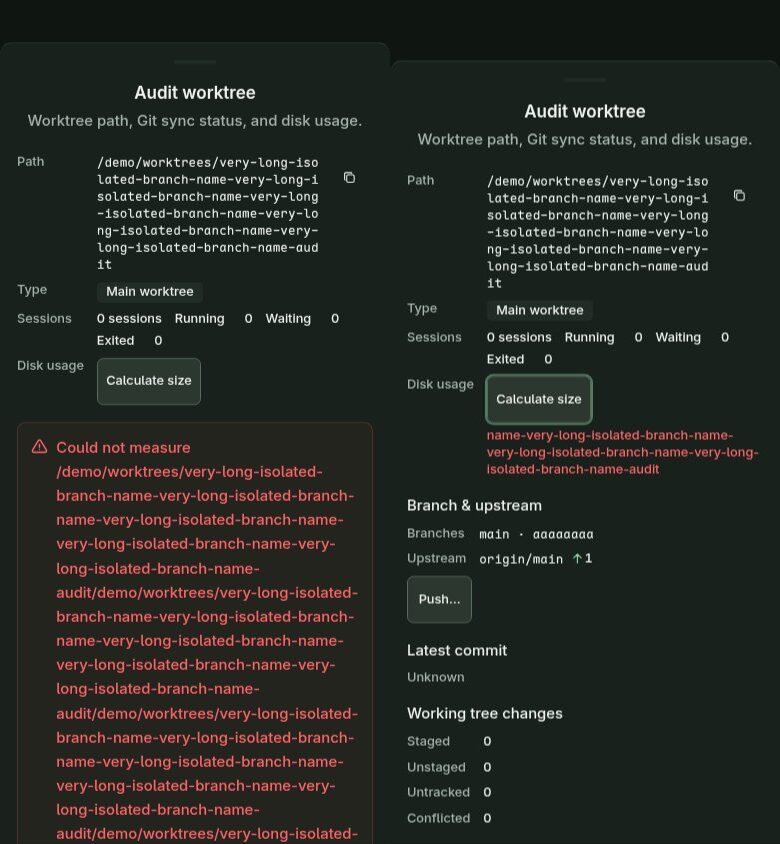 Audit worktree
Worktree path, Git sync status, and disk usage.
Path
/demo/worktrees/very-long-iso
lated-branch-name-very-long-i
solated-branch-name-very-long
-isolated-branch-name-very-lo
ng-isolated-branch-name-very-
long-isolated-branch-name-aud
it
Type Main worktree
Sessions 0 sessions Running 0 Waiting 0
Exited 0
Disk usage Calculate size
Could not measure
/demo/worktrees/very-long-isolated-
branch-name-very-long-isolated-branch-
name-very-long-isolated-branch-name-
very-long-isolated-branch-name-very-
long-isolated-branch-name-
audit/demo/worktrees/very-long-isolated-
branch-name-very-long-isolated-branch-
name-very-long-isolated-branch-name-
very-long-isolated-branch-name-very-
long-isolated-branch-name-
audit/demo/worktrees/very-long-isolated-
branch-name-very-long-isolated-branch-
name-very-long-isolated-branch-name-
very-long-isolated-branch-name-very-
long-isolated-branch-name-
audit/demo/worktrees/very-long-isolated-
Audit worktree
Worktree path, Git sync status, and disk usage.
Path
/demo/worktrees/very-long-iso
lated-branch-name-very-long-i
solated-branch-name-very-long
-isolated-branch-name-very-lo
ng-isolated-branch-name-very-
long-isolated-branch-name-aud
it
Type Main worktree
Sessions 0 sessions Running 0 Waiting 0
Exited 0
Disk usage Calculate size
name-very-long-isolated-branch-name-
very-long-isolated-branch-name-very-long-
isolated-branch-name-audit
Branch & upstream
Branches main · aaaaaaaa
Upstream origin/main ↑1
Push...
Latest commit
Unknown
Working tree changes
Staged 0
Unstaged 0
Untracked 0
Conflicted 0